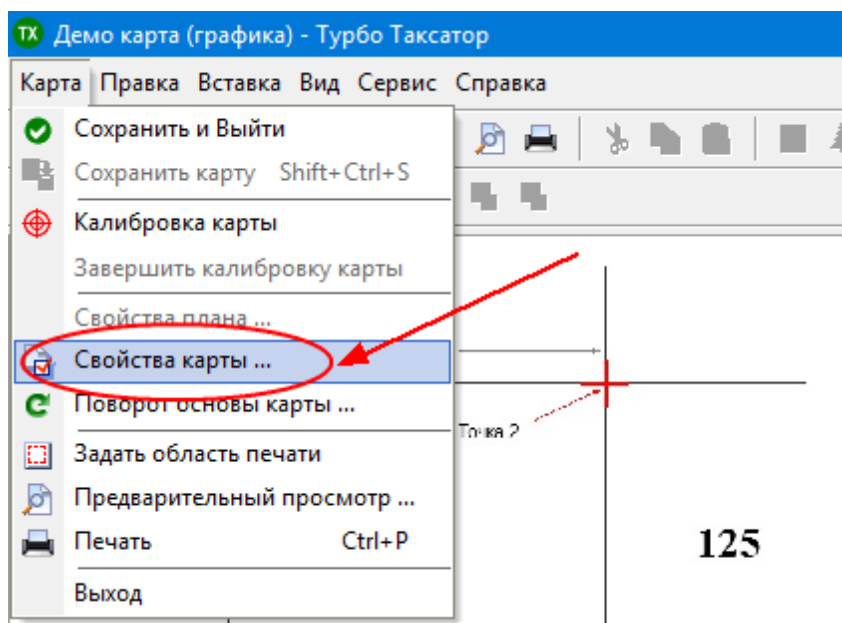 TX Демо карта (графика) - Турбо Таксатор
Карта Правка Вставка Вид Сервис Справка
Сохранить и Выйти
Сохранить карту Shift+Ctrl+S
Калибровка карты
Завершить калибровку карты
Свойства плана ...
Свойства карты ...
Поворот основы карты ...
Задать область печати
Предварительный просмотр ...
Печать Ctrl+P
Выход
Точка 2
125